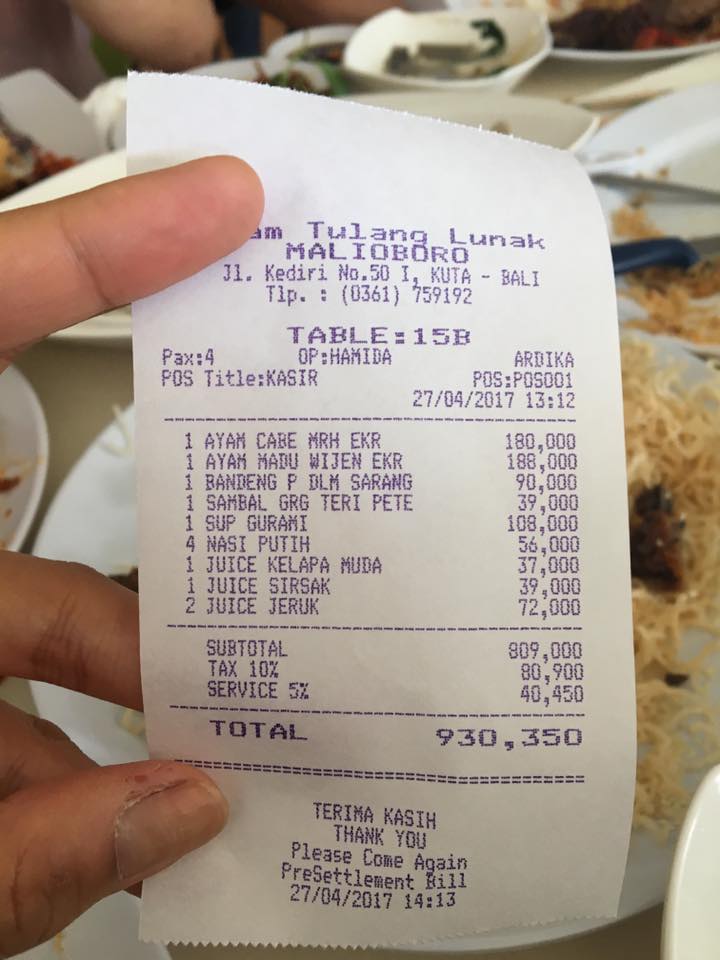 am Tulang Lunak
MALIOBORO
Jl. Kediri No.50 I, KUTA - BALI
Tlp. : (0361) 759192
TABLE:15B
Pax:4 OP:HAMIDA ARDIKA
POS Title:KASIR POS:POS001
27/04/2017 13:12
1 AYAM CABE MRH EKR 180,000
1 AYAM MADU WIJEN EKR 188,000
1 BANDENG P DLM SARANG 90,000
1 SAMBAL GRG TERI PETE 39,000
1 SUP GURAMI 108,000
4 NASI PUTIH 56,000
1 JUICE KELAPA MUDA 37,000
1 JUICE SIRSAK 39,000
2 JUICE JERUK 72,000
SUBTOTAL 809,000
TAX 10% 80,900
SERVICE 5% 40,450
TOTAL 930,350
TERIMA KASIH
THANK YOU
Please Come Again
PreSettlement Bill
27/04/2017 14:13